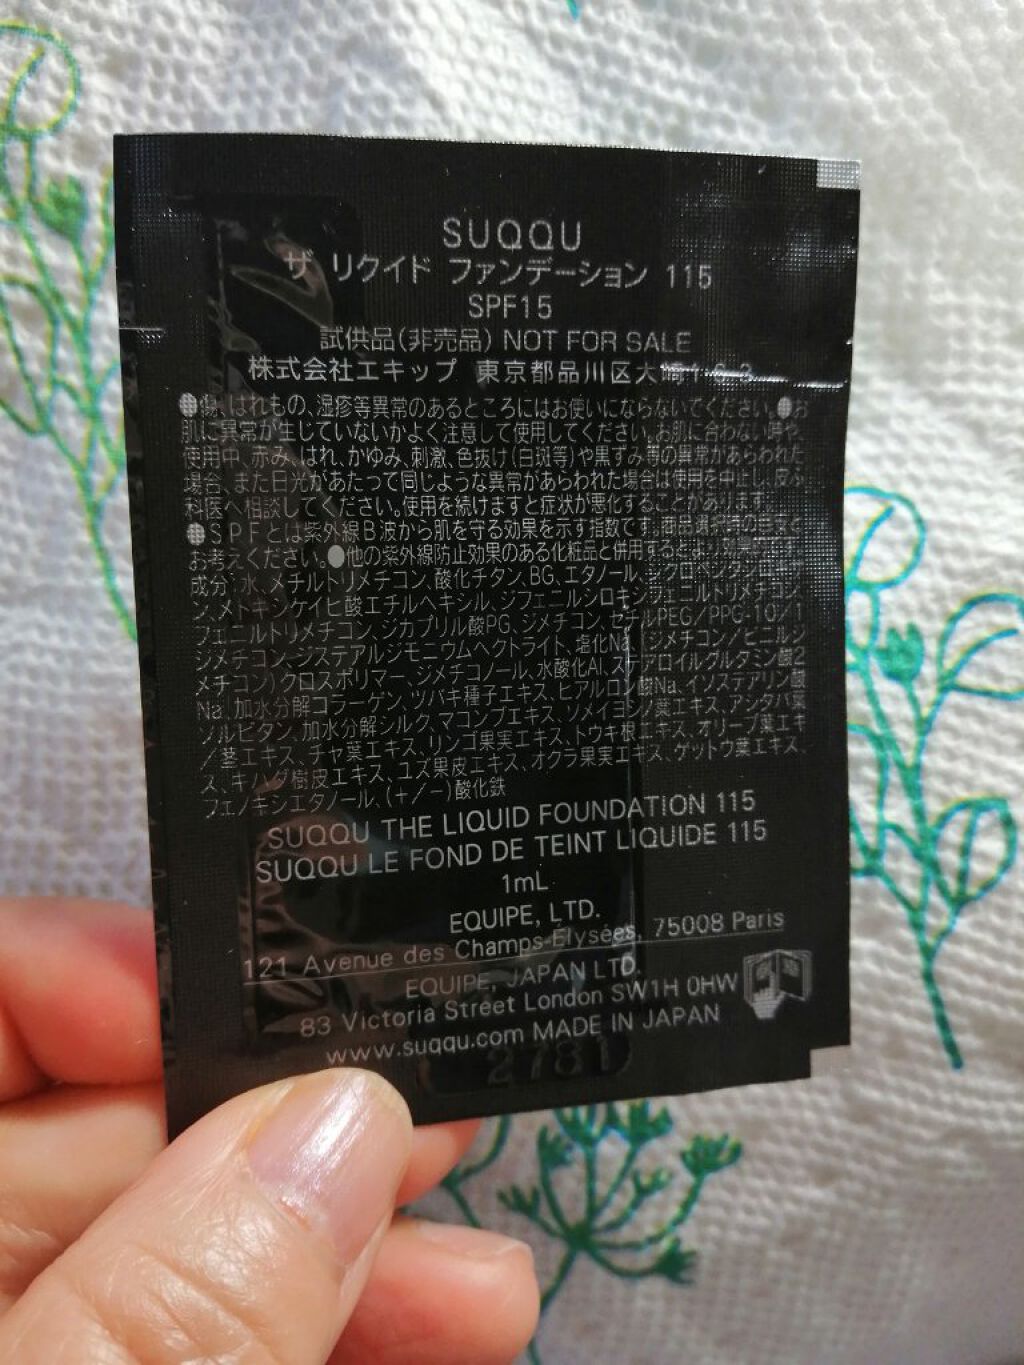 SUQQU
ザ リクイド ファンデーション 115
SPF15
試供品(非売品) NOT FOR SALE
株式会社エキップ 東京都品川区大崎1-6-3
●傷、はれもの、湿疹等異常のあるところにはお使いにならないでください。●お
肌に異常が生じていないかよく注意して使用してください。お肌に合わない時や、
使用中、赤み、はれ、かゆみ、刺激、色抜け(白斑等)や黒ずみ等の異常があらわれた
場合、また日光があたって同じような異常があらわれた場合は使用を中止し、皮ふ
科医へ相談してください。使用を続けますと症状が悪化することがあります。
●SPFとは紫外線B波から肌を守る効果を示す指数です。商品選択時の目安と
お考えください。●他の紫外線防止効果のある化粧品と併用するとより効果的です。
成分:水、メチルトリメチコン、酸化チタン、BG、エタノール、シクロペンタシロキサ
ン、メトキシケイヒ酸エチルヘキシル、ジフェニルシロキシフェニルトリメチコン、
フェニルトリメチコン、ジカプリル酸PG、ジメチコン、セチルPEG/PPG-10/1
ジメチコン、ジステアルジモニウムヘクトライト、塩化Na、(ジメチコン/ビニルジ
メチコン)クロスポリマー、ジメチコノール、水酸化Al、ステアロイルグルタミン酸2
Na、加水分解コラーゲン、ツバキ種子エキス、ヒアルロン酸Na、イソステアリン酸
ソルビタン、加水分解シルク、マコンブエキス、ソメイヨシノ葉エキス、アシタバ葉
/茎エキス、チャ葉エキス、リンゴ果実エキス、トウキ根エキス、オリーブ葉エキ
ス、キハダ樹皮エキス、ユズ果皮エキス、オクラ果実エキス、ゲットウ葉エキス、
フェノキシエタノール、(+/-)酸化鉄
SUQQU THE LIQUID FOUNDATION 115
SUQQU LE FOND DE TEINT LIQUIDE 115
1mL
EQUIPE, LTD.
121 Avenue des Champs-Élysées, 75008 Paris
EQUIPE, JAPAN LTD.
83 Victoria Street London SW1H 0HW
www.suqqu.com MADE IN JAPAN
2781